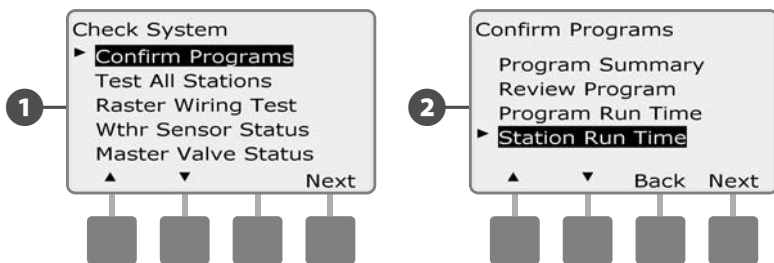 1
Check System
► Confirm Programs
Test All Stations
Raster Wiring Test
Wthr Sensor Status
Master Valve Status
▲ ▼ Next
2
Confirm Programs
Program Summary
Review Program
Program Run Time
► Station Run Time
▲ ▼ Back Next